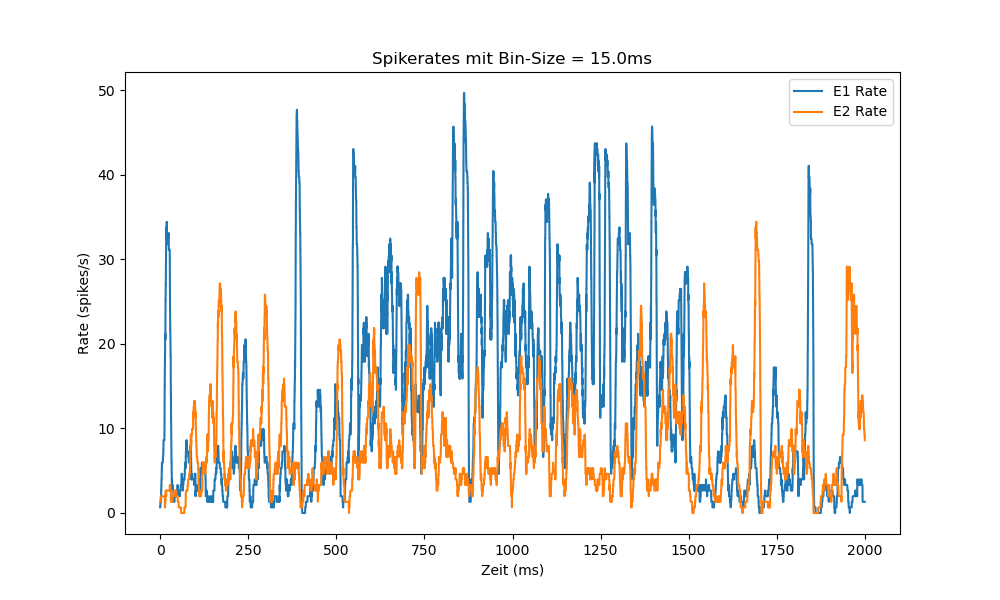 Spikerates mit Bin-Size = 15.0ms
E1 Rate
E2 Rate
50
40
30
20
10
0
Rate (spikes/s)
0 250 500 750 1000 1250 1500 1750 2000
Zeit (ms)